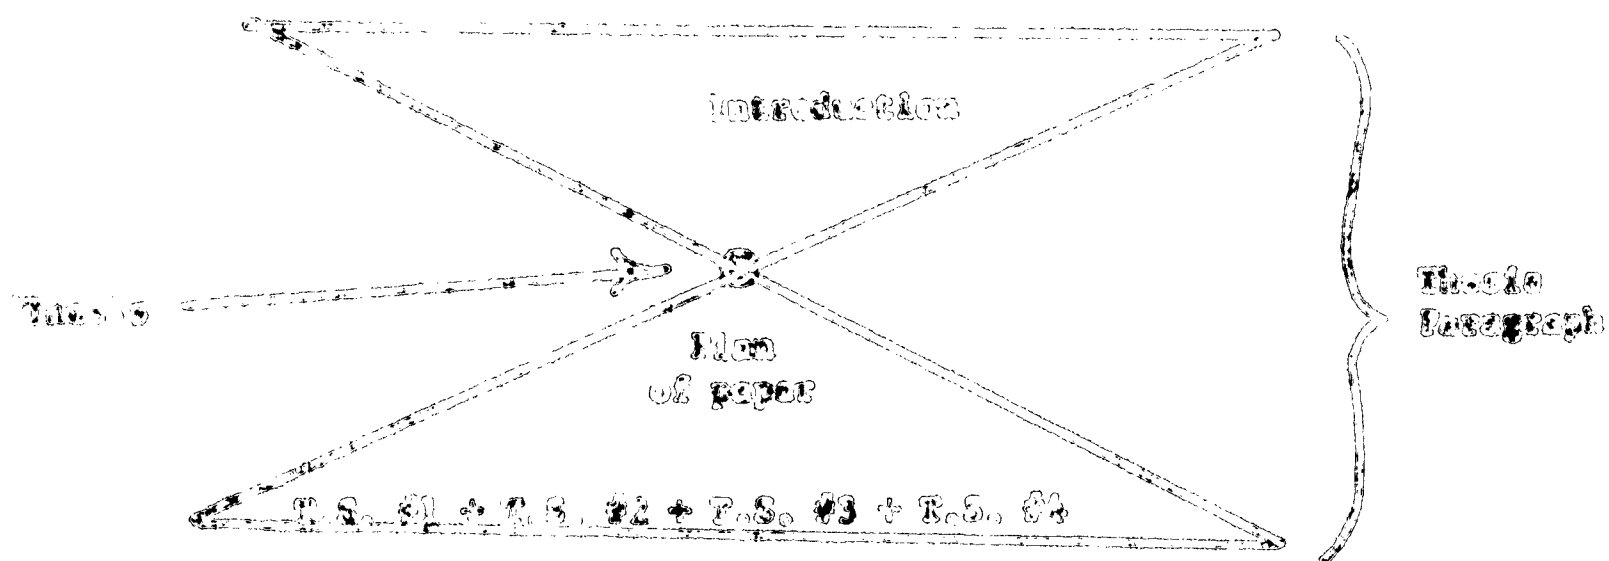 Introduction
Thesis
Thesis
Paragraph
Plan
of paper
T.S. #1 + T.S. #2 + T.S. #3 + T.S. #4